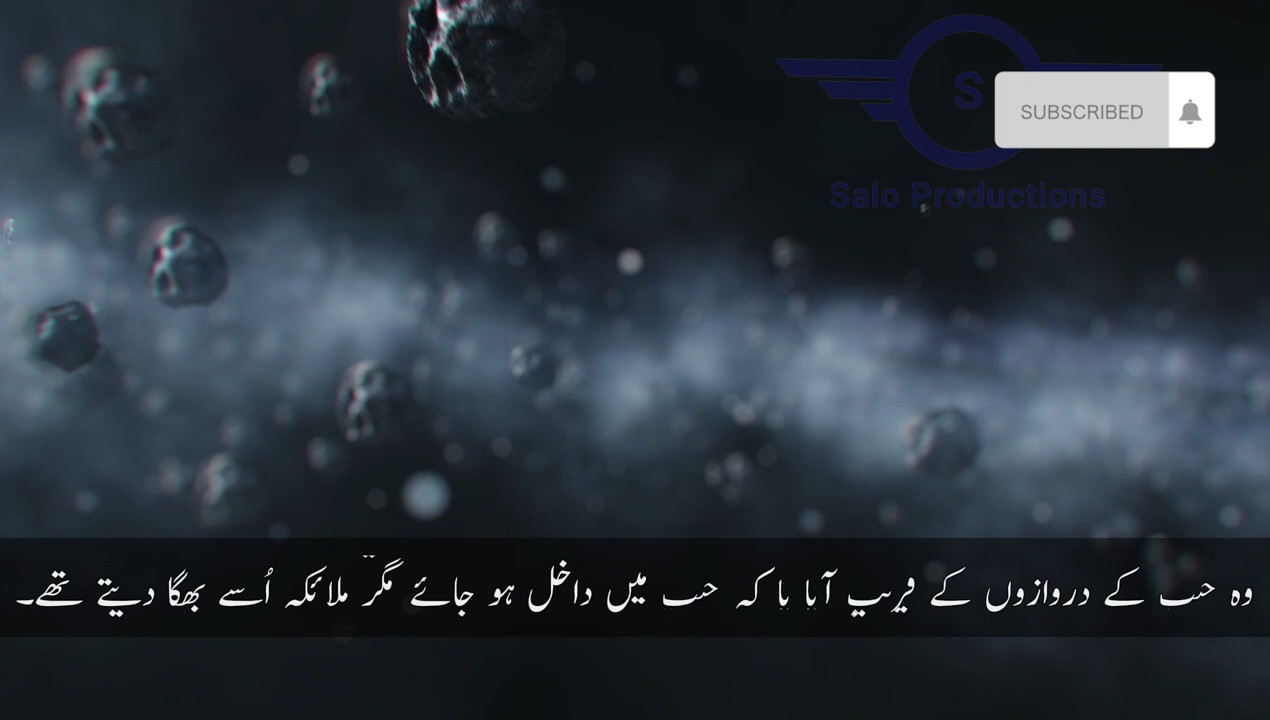 S
SUBSCRIBED
Salo Productions
وہ جنت کے دروازوں کے قریب آیا تا کہ جنت میں داخل ہو جائے مگر ملائکہ اُسے بھگا دیتے تھے۔